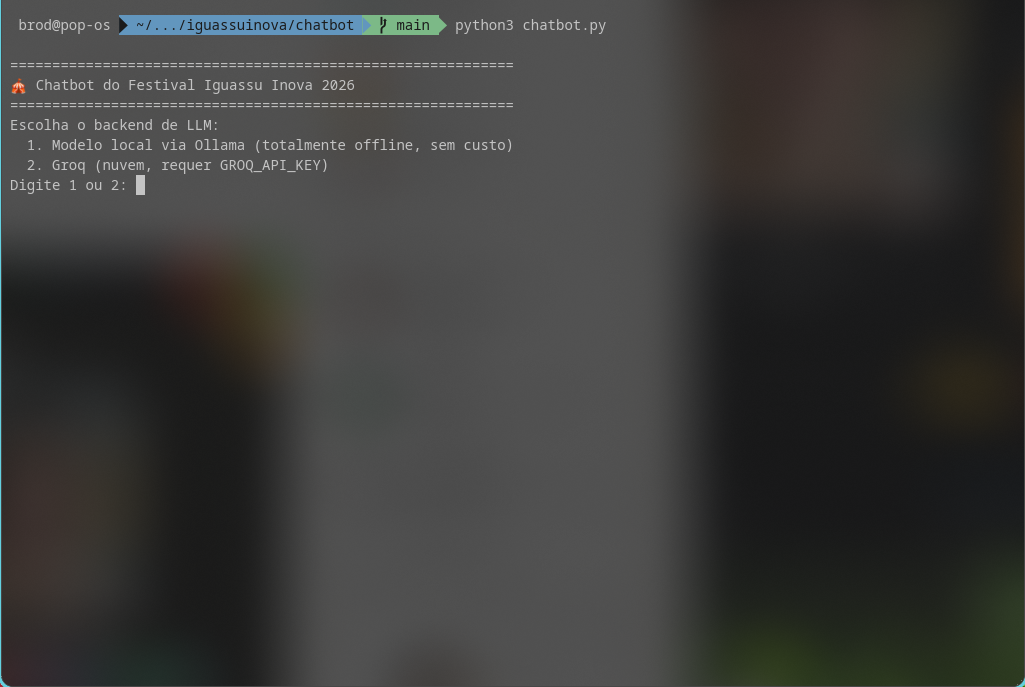 brod@pop-os ~/.../iguassuinova/chatbot main python3 chatbot.py
============================================================
🎪 Chatbot do Festival Iguassu Inova 2026
============================================================
Escolha o backend de LLM:
  1. Modelo local via Ollama (totalmente offline, sem custo)
  2. Groq (nuvem, requer GROQ_API_KEY)
Digite 1 ou 2: